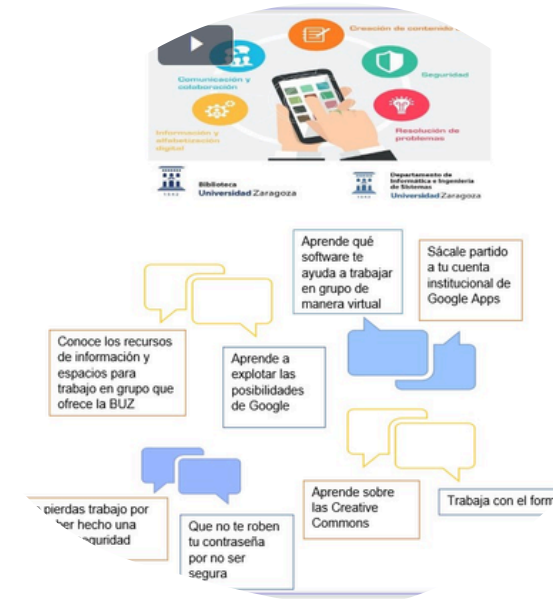 Creación de contenido
Comunicación y
colaboración
Seguridad
Información y
alfabetización
digital
Resolución de
problemas
1542
Biblioteca
Universidad Zaragoza
1542
Departamento de
Informática e Ingeniería
de Sistemas
Universidad Zaragoza
Aprende qué
software te
ayuda a trabajar
en grupo de
manera virtual
Sácale partido
a tu cuenta
institucional de
Google Apps
Conoce los recursos
de información y
espacios para
trabajo en grupo que
ofrece la BUZ
Aprende a
explotar las
posibilidades
de Google
pierdas trabajo por
hecho una
Que no te roben
tu contraseña
por no ser
segura
Aprende sobre
las Creative
Commons
Trabaja con el